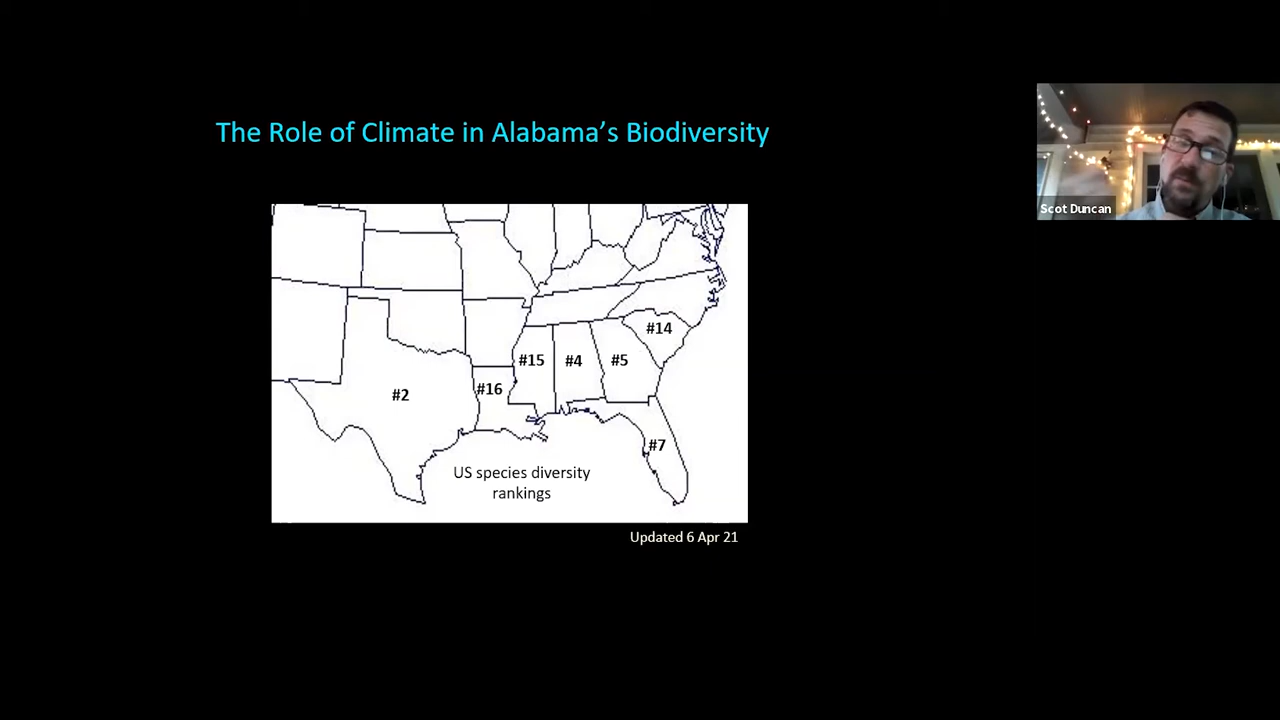 The Role of Climate in Alabama's Biodiversity
Scot Duncan
#14
#15
#4
#5
#16
#2
#7
US species diversity
rankings
Updated 6 Apr 21